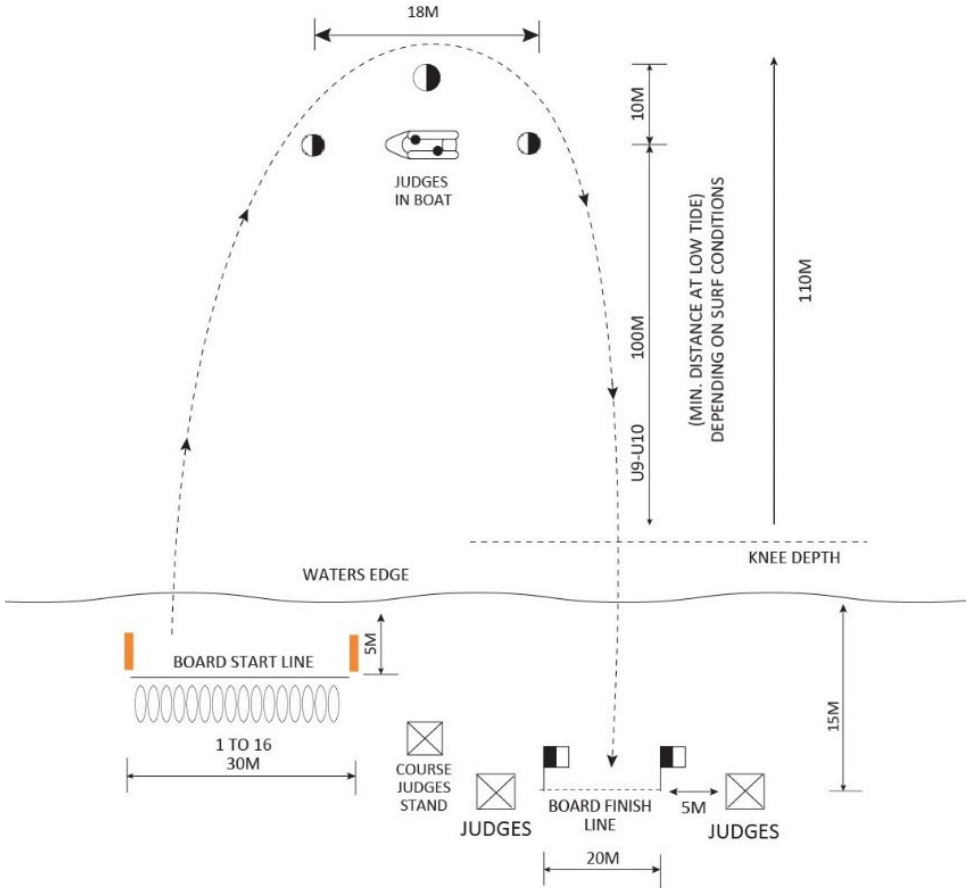 18M
10M
JUDGES
IN BOAT
100M
U9-U10
(MIN. DISTANCE AT LOW TIDE)
DEPENDING ON SURF CONDITIONS
110M
KNEE DEPTH
WATERS EDGE
5M
BOARD START LINE
1 TO 16
30M
COURSE
JUDGES
STAND
JUDGES
BOARD FINISH
LINE
5M
JUDGES
15M
20M